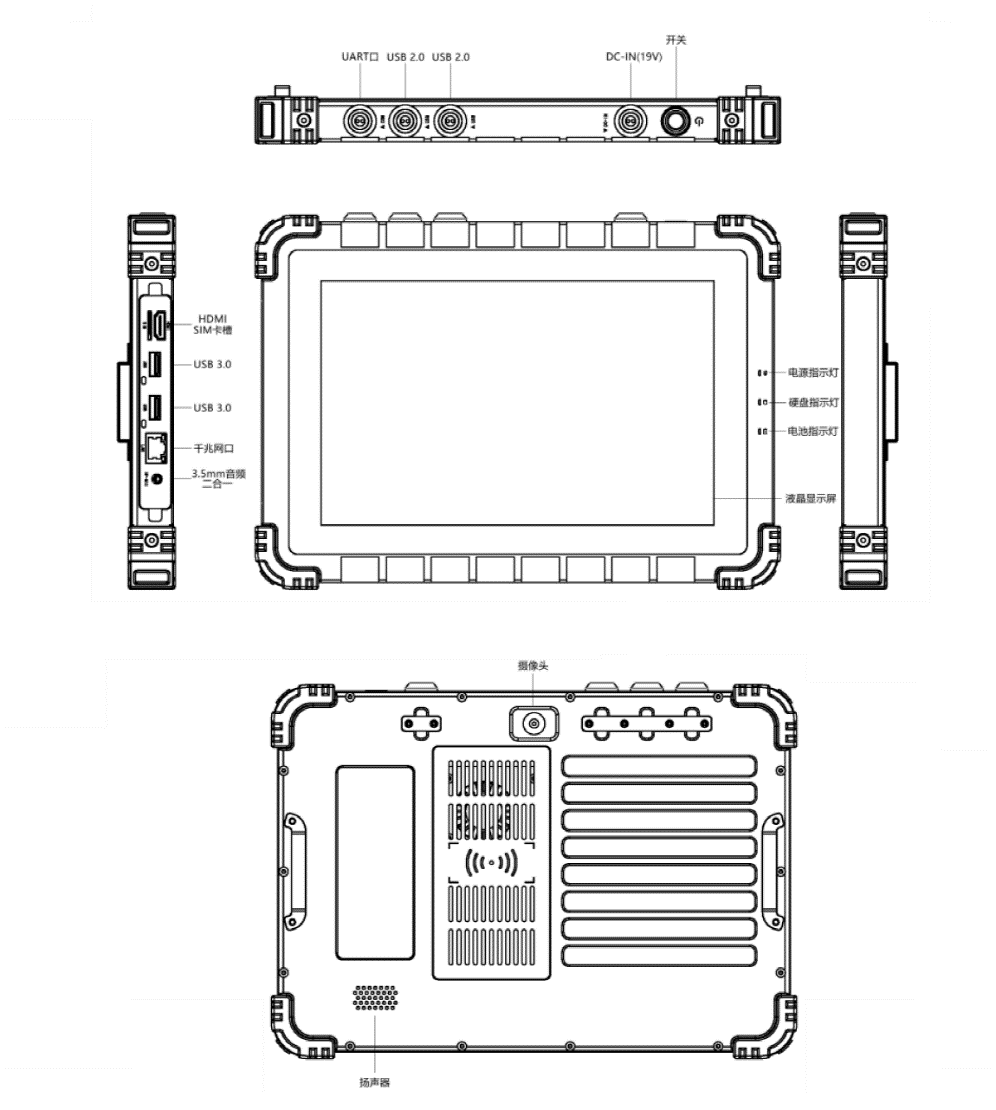 开关
UART口 USB 2.0 USB 2.0 DC-IN(19V)
HDMI
SIM卡槽
USB 3.0
USB 3.0
千兆网口
3.5mm音频
二合一
电源指示灯
硬盘指示灯
电池指示灯
液晶显示屏
摄像头
扬声器